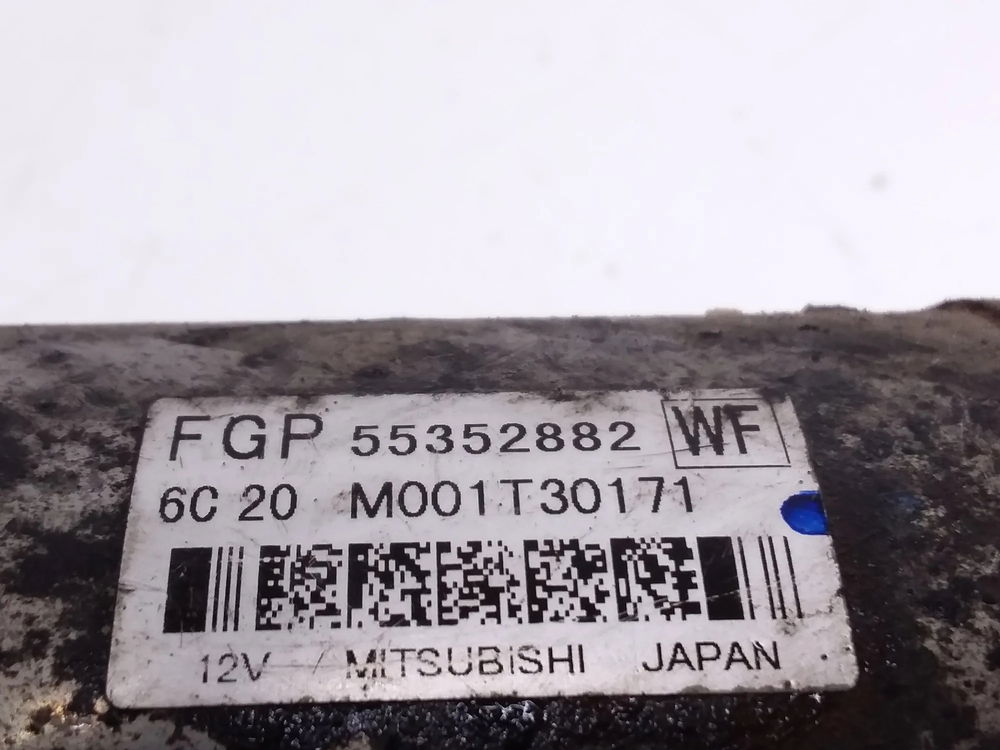 FGP 55352882 WF
6C 20 M001T30171
12V MITSUBISHI JAPAN